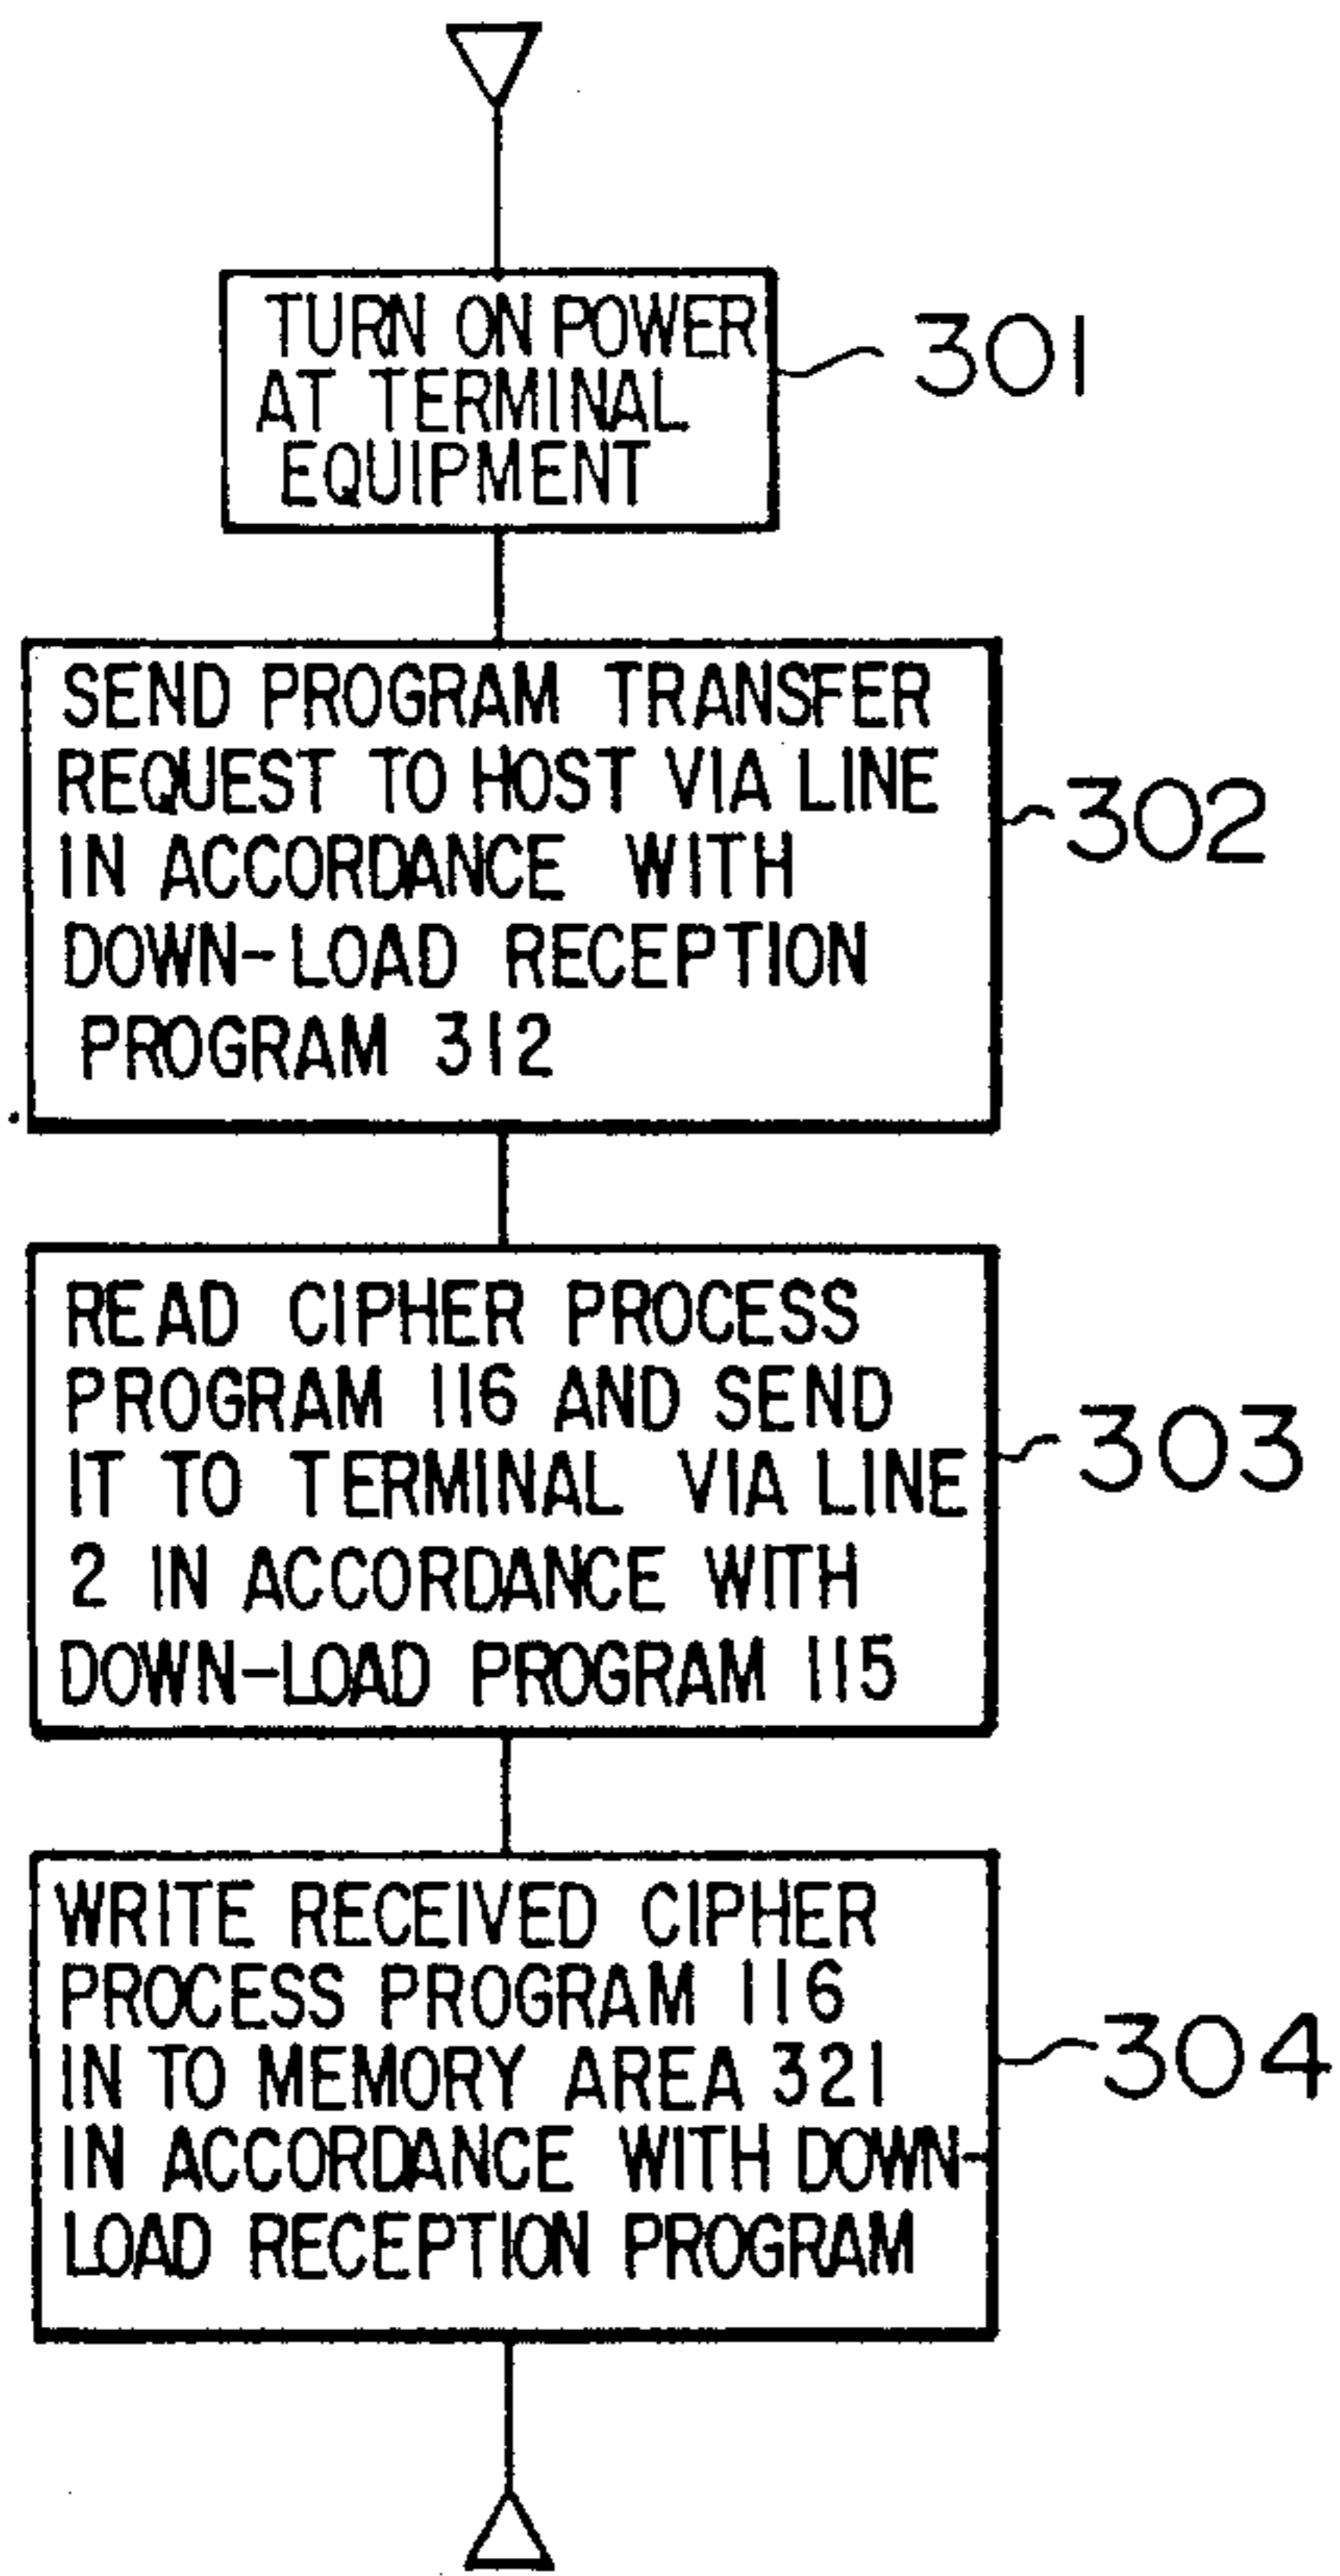 TURN ON POWER
AT TERMINAL
EQUIPMENT
301
SEND PROGRAM TRANSFER
REQUEST TO HOST VIA LINE
IN ACCORDANCE WITH
DOWN-LOAD RECEPTION
PROGRAM 312
302
READ CIPHER PROCESS
PROGRAM 116 AND SEND
IT TO TERMINAL VIA LINE
2 IN ACCORDANCE WITH
DOWN-LOAD PROGRAM 115
303
WRITE RECEIVED CIPHER
PROCESS PROGRAM 116
IN TO MEMORY AREA 321
IN ACCORDANCE WITH DOWN-
LOAD RECEPTION PROGRAM
304